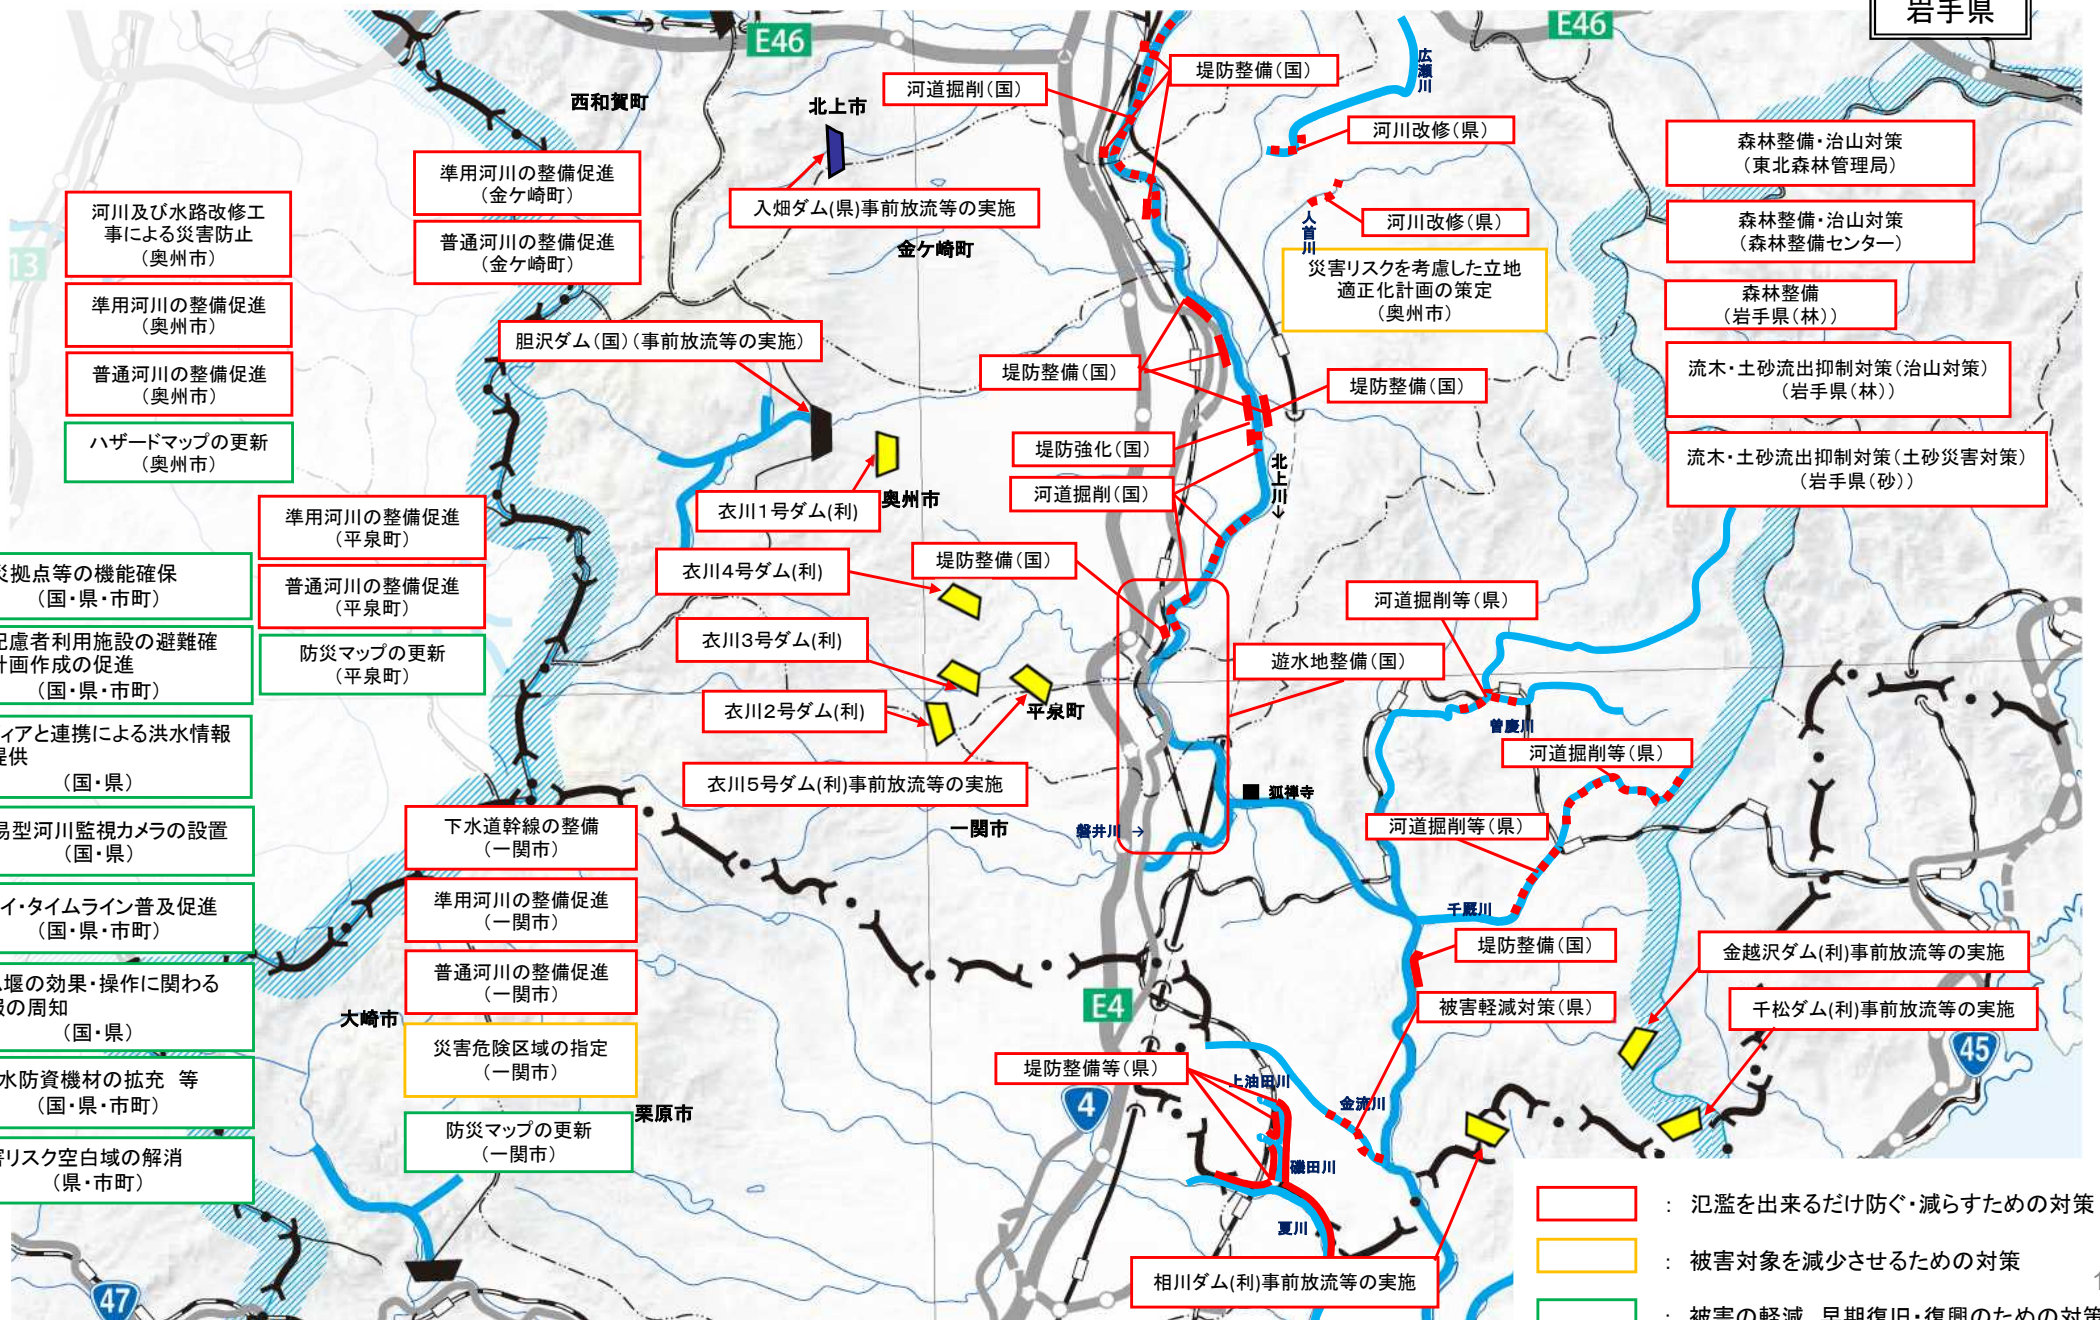 岩手県
E46
E46
広瀬川
西和賀町
北上市
河道掘削(国)
堤防整備(国)
河川改修(県)
森林整備・治山対策
(東北森林管理局)
準用河川の整備促進
(金ケ崎町)
入畑ダム(県)事前放流等の実施
河川改修(県)
人首川
森林整備・治山対策
(森林整備センター)
河川及び水路改修工
事による災害防止
(奥州市)
普通河川の整備促進
(金ケ崎町)
金ケ崎町
13
災害リスクを考慮した立地
適正化計画の策定
(奥州市)
森林整備
(岩手県(林))
準用河川の整備促進
(奥州市)
胆沢ダム(国)(事前放流等の実施)
堤防整備(国)
堤防整備(国)
流木・土砂流出抑制対策(治山対策)
(岩手県(林))
普通河川の整備促進
(奥州市)
ハザードマップの更新
(奥州市)
堤防強化(国)
流木・土砂流出抑制対策(土砂災害対策)
(岩手県(砂))
河道掘削(国)
北上川→
奥州市
衣川1号ダム(利)
準用河川の整備促進
(平泉町)
堤防整備(国)
衣川4号ダム(利)
災拠点等の機能確保
(国・県・市町)
普通河川の整備促進
(平泉町)
河道掘削等(県)
衣川3号ダム(利)
配慮者利用施設の避難確
計画作成の促進
(国・県・市町)
防災マップの更新
(平泉町)
遊水地整備(国)
衣川2号ダム(利)
平泉町
曽慶川
ィアと連携による洪水情報
提供
(国・県)
河道掘削等(県)
衣川5号ダム(利)事前放流等の実施
狐禅寺
易型河川監視カメラの設置
(国・県)
下水道幹線の整備
(一関市)
一関市
磐井川 →
河道掘削等(県)
イ・タイムライン普及促進
(国・県・市町)
準用河川の整備促進
(一関市)
千厩川
堤防整備(国)
金越沢ダム(利)事前放流等の実施
普通河川の整備促進
(一関市)
ム堰の効果・操作に関わる
報の周知
(国・県)
大崎市
E4
被害軽減対策(県)
千松ダム(利)事前放流等の実施
災害危険区域の指定
(一関市)
45
水防資機材の拡充 等
(国・県・市町)
堤防整備等(県)
上油田川
4
金流川
栗原市
防災マップの更新
(一関市)
害リスク空白域の解消
(県・市町)
磯田川
夏川
相川ダム(利)事前放流等の実施
47
: 氾濫を出来るだけ防ぐ・減らすための対策
: 被害対象を減少させるための対策
: 被害の軽減、早期復旧・復興のための対策